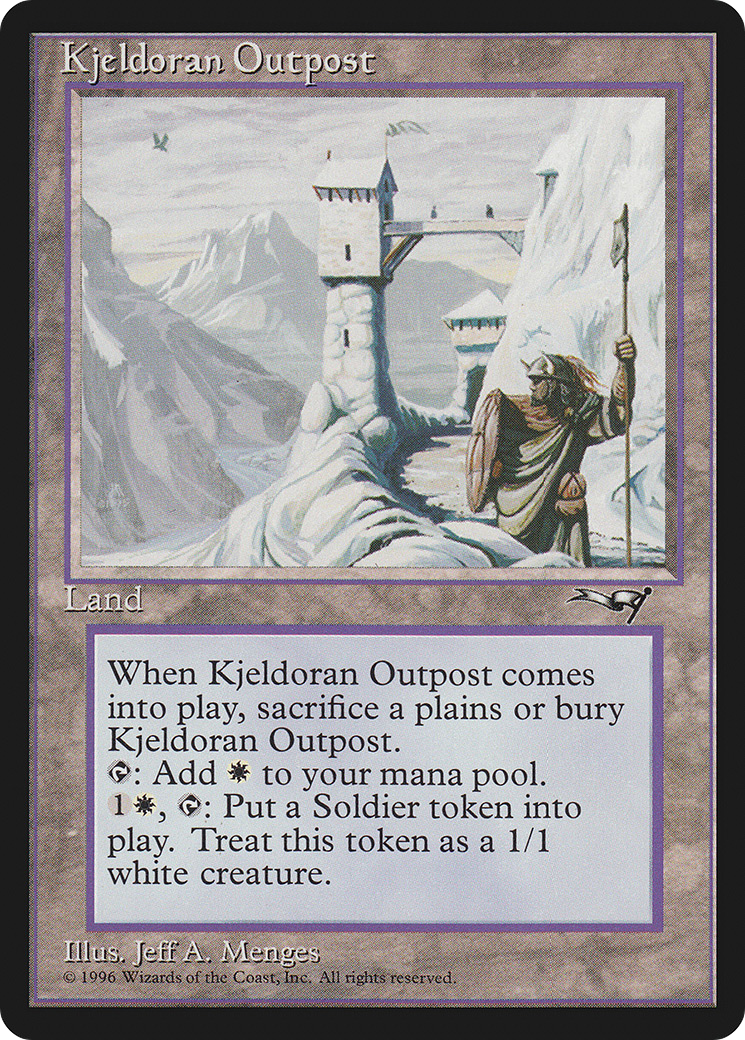 Kjeldoran Outpost
Land
When Kjeldoran Outpost comes
into play, sacrifice a plains or bury
Kjeldoran Outpost.
: Add to your mana pool.
1, : Put a Soldier token into
play. Treat this token as a 1/1
white creature.
Illus. Jeff A. Menges
© 1996 Wizards of the Coast, Inc. All rights reserved.